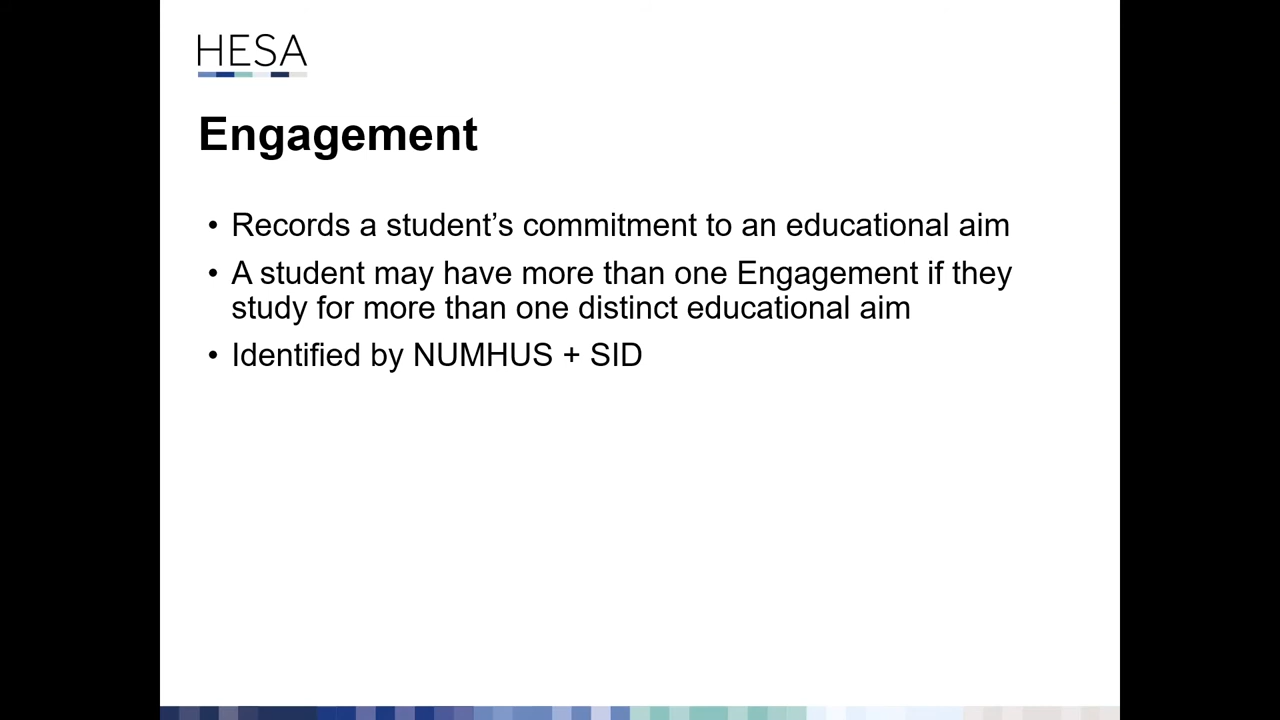 HESA
Engagement
• Records a student’s commitment to an educational aim
• A student may have more than one Engagement if they
study for more than one distinct educational aim
• Identified by NUMHUS + SID